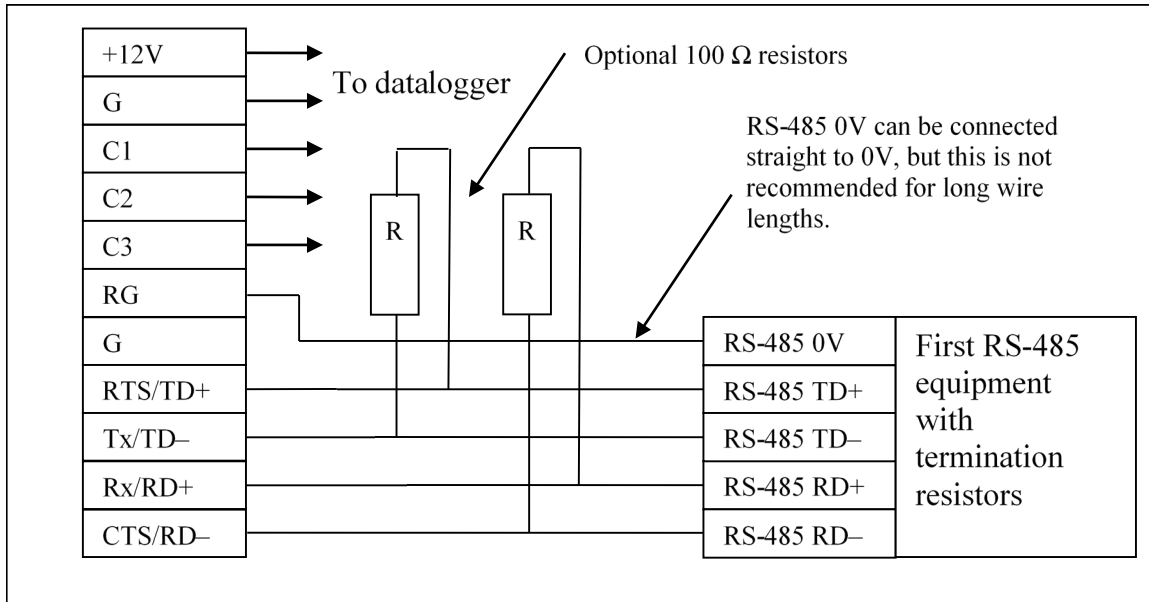 +12V
G
C1
C2
C3
RG
G
RTS/TD+
Tx/TD–
Rx/RD+
CTS/RD–
To datalogger
Optional 100 Ω resistors
R
R
RS-485 0V can be connected
straight to 0V, but this is not
recommended for long wire
lengths.
RS-485 0V
RS-485 TD+
RS-485 TD–
RS-485 RD+
RS-485 RD–
First RS-485
equipment
with
termination
resistors